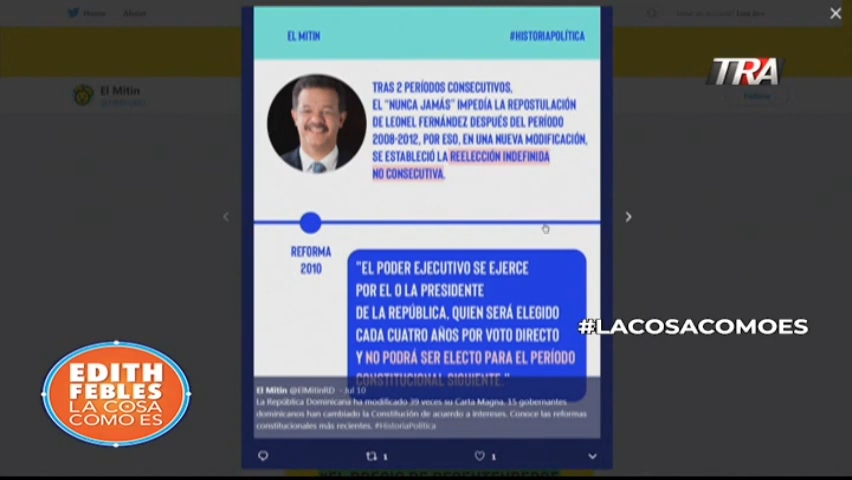 Home
EL MITIN
#HISTORIAPOLÍTICA
TRA
El Mitin
TRAS 2 PERÍODOS CONSECUTIVOS,
EL "NUNCA JAMÁS" IMPEDÍA LA REPOSTULACIÓN
DE LEONEL FERNÁNDEZ DESPUÉS DEL PERÍODO
2008-2012, POR ESO, EN UNA NUEVA MODIFICACIÓN,
SE ESTABLECIÓ LA REELECCIÓN INDEFINIDA
NO CONSECUTIVA.
REFORMA
2010
"EL PODER EJECUTIVO SE EJERCE
POR EL O LA PRESIDENTE
DE LA REPÚBLICA, QUIEN SERÁ ELEGIDO
CADA CUATRO AÑOS POR VOTO DIRECTO
Y NO PODRÁ SER ELECTO PARA EL PERÍODO
CONSTITUCIONAL SIGUIENTE."
#LACOSACOMOES
EDITH
FEBLES
LA COSA
COMO ES
El Mitin @ElMitinRD - Jul 10
La República Dominicana ha modificado 39 veces su Carta Magna. 15 gobernantes
dominicanos han cambiado la Constitución de acuerdo a intereses. Conoce las reformas
constitucionales más recientes. #HistoriaPolítica
1
1